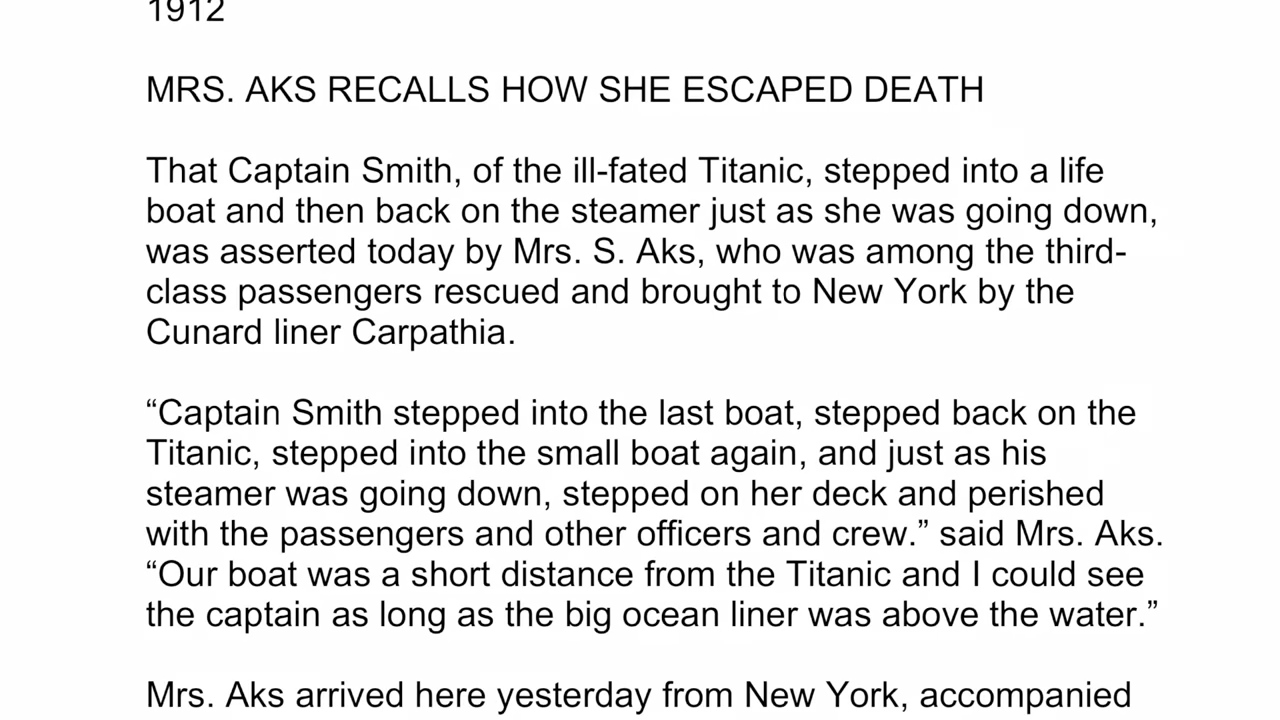 1912
MRS. AKS RECALLS HOW SHE ESCAPED DEATH
That Captain Smith, of the ill-fated Titanic, stepped into a life
boat and then back on the steamer just as she was going down,
was asserted today by Mrs. S. Aks, who was among the third-
class passengers rescued and brought to New York by the
Cunard liner Carpathia.
“Captain Smith stepped into the last boat, stepped back on the
Titanic, stepped into the small boat again, and just as his
steamer was going down, stepped on her deck and perished
with the passengers and other officers and crew.” said Mrs. Aks.
“Our boat was a short distance from the Titanic and I could see
the captain as long as the big ocean liner was above the water.”
Mrs. Aks arrived here yesterday from New York, accompanied